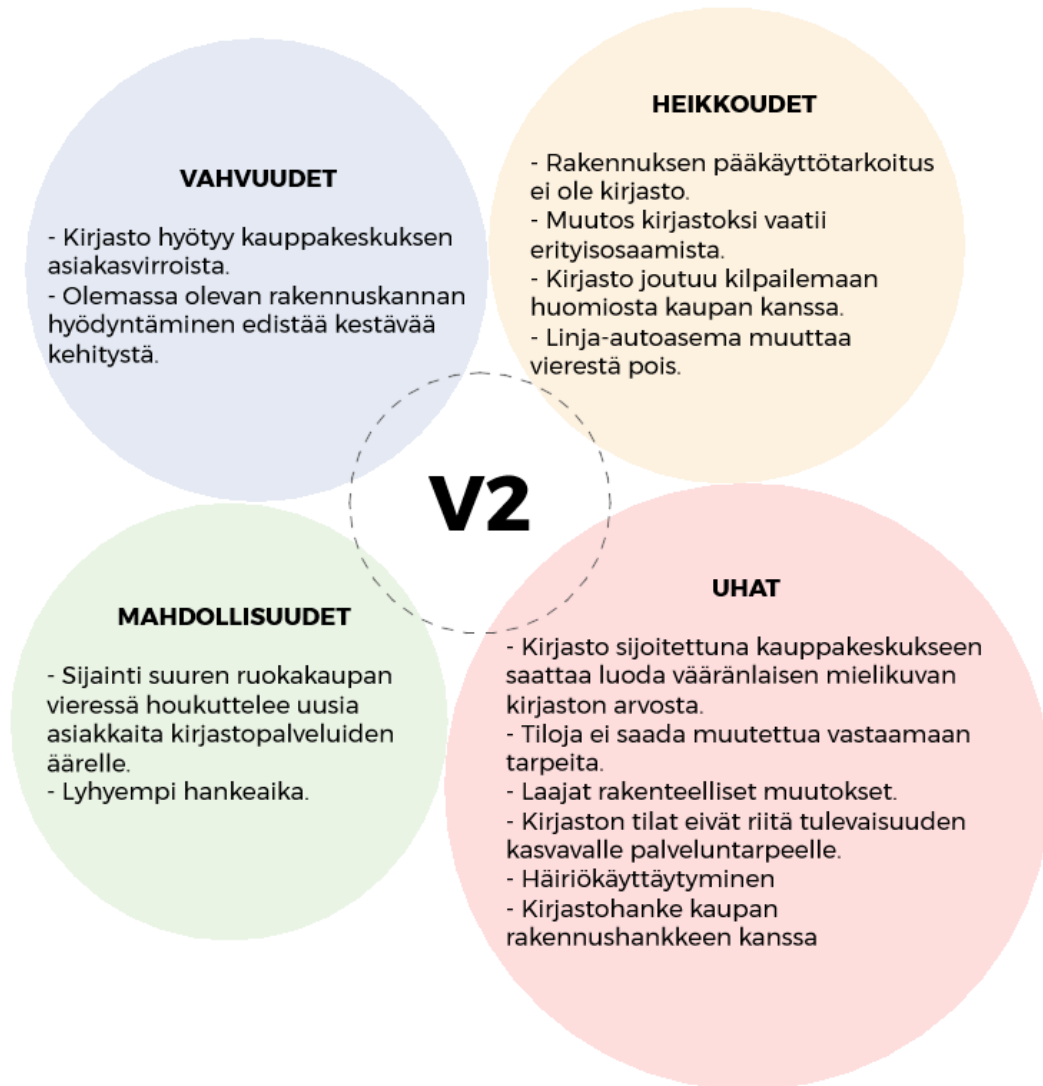 VAHVUUDET
- Kirjasto hyötyy kauppakeskuksen
asiakasvirroista.
- Olemassa olevan rakennuskannan
hyödyntäminen edistää kestävää
kehitystä.
HEIKKOUDET
- Rakennuksen pääkäyttötarkoitus
ei ole kirjasto.
- Muutos kirjastoksi vaatii
erityisosaamista.
- Kirjasto joutuu kilpailemaan
huomiosta kaupan kanssa.
- Linja-autoasema muuttaa
vierestä pois.
V2
MAHDOLLISUUDET
- Sijainti suuren ruokakaupan
vieressä houkuttelee uusia
asiakkaita kirjastopalveluiden
äärelle.
- Lyhyempi hankeaika.
UHAT
- Kirjasto sijoitettuna kauppakeskukseen
saattaa luoda vääränlaisen mielikuvan
kirjaston arvosta.
- Tiloja ei saada muutettua vastaamaan
tarpeita.
- Laajat rakenteelliset muutokset.
- Kirjaston tilat eivät riitä tulevaisuuden
kasvavalle palveluntarpeelle.
- Häiriökäyttäytyminen
- Kirjastohanke kaupan
rakennushankkeen kanssa